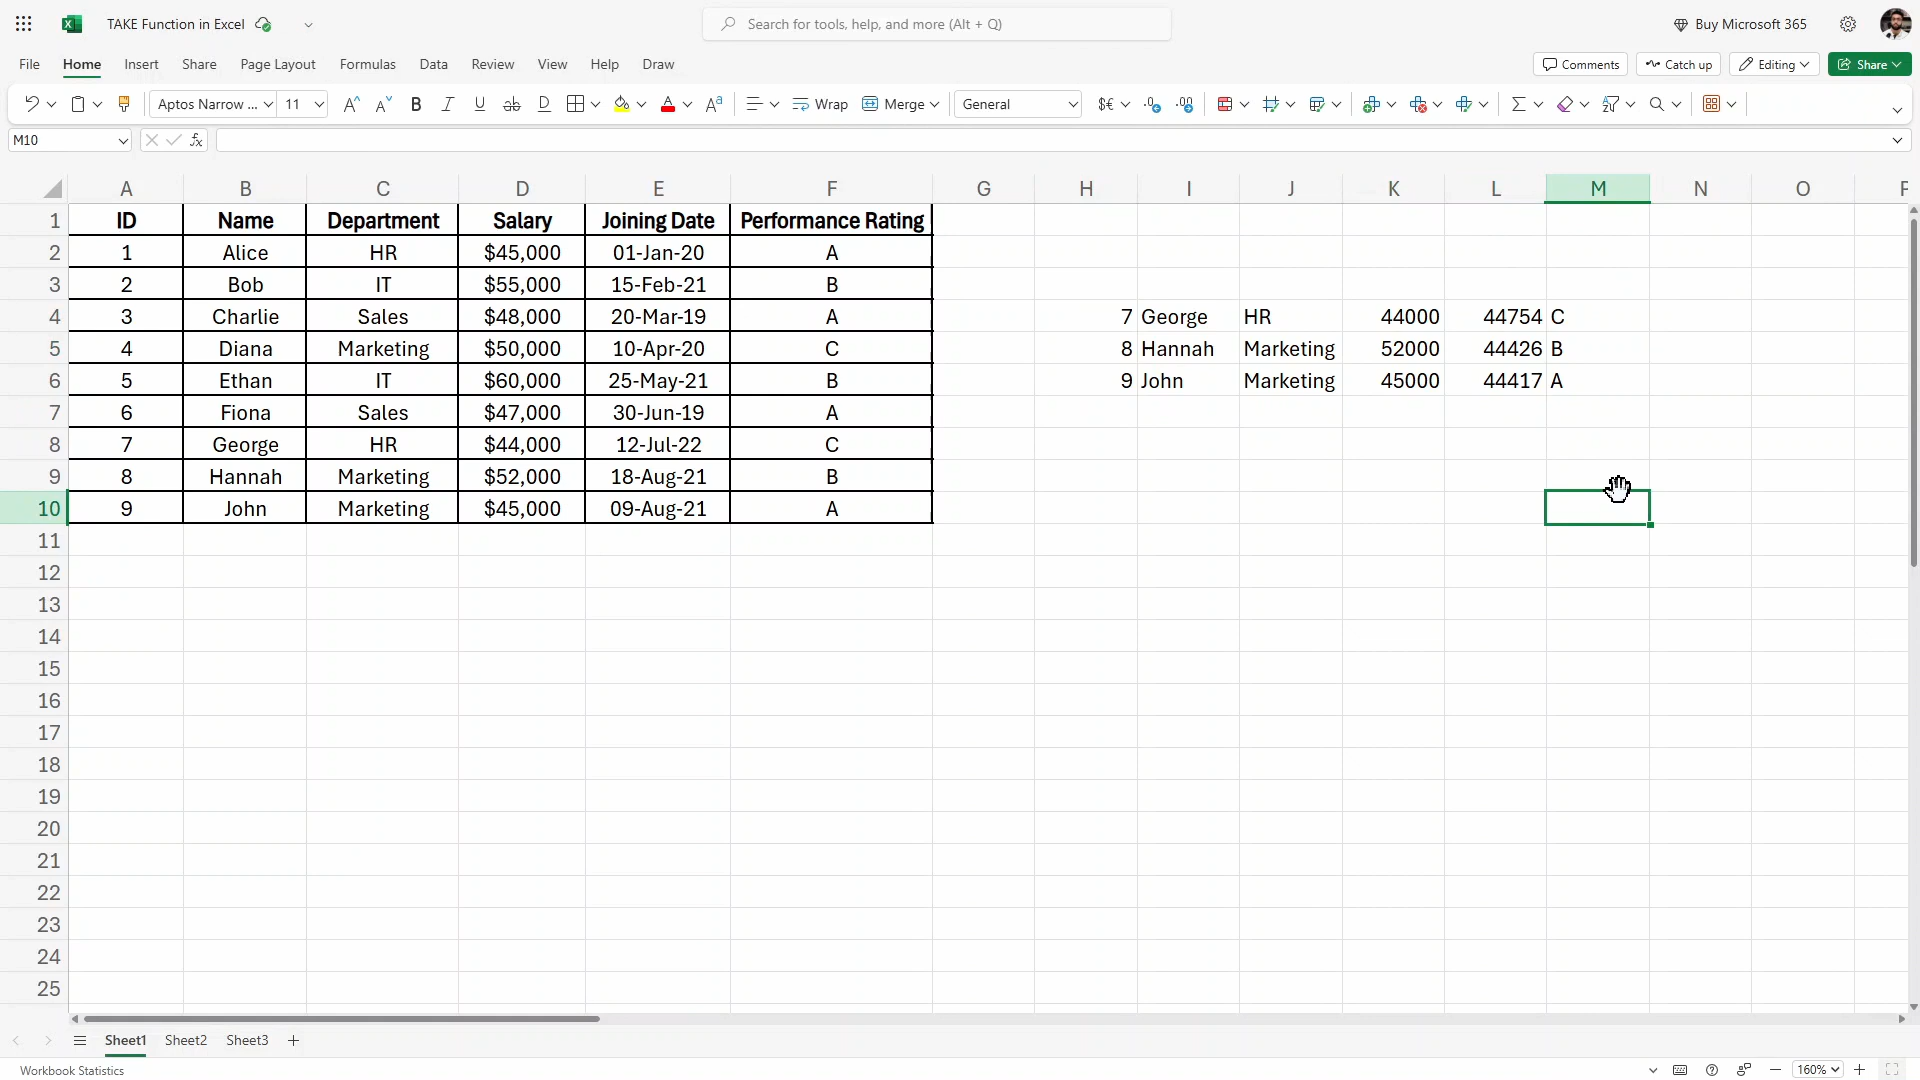 TAKE Function in Excel
Search for tools, help, and more (Alt + Q)
Buy Microsoft 365
File Home Insert Share Page Layout Formulas Data Review View Help Draw
Comments Catch up Editing Share
Aptos Narrow ... 11 Wrap Merge General
M10
A B C D E F G H I J K L M N O
1 ID Name Department Salary Joining Date Performance Rating
2 1 Alice HR $45,000 01-Jan-20 A
3 2 Bob IT $55,000 15-Feb-21 B
4 3 Charlie Sales $48,000 20-Mar-19 A 7 George HR 44000 44754 C
5 4 Diana Marketing $50,000 10-Apr-20 C 8 Hannah Marketing 52000 44426 B
6 5 Ethan IT $60,000 25-May-21 B 9 John Marketing 45000 44417 A
7 6 Fiona Sales $47,000 30-Jun-19 A
8 7 George HR $44,000 12-Jul-22 C
9 8 Hannah Marketing $52,000 18-Aug-21 B
10 9 John Marketing $45,000 09-Aug-21 A
11
12
13
14
15
16
17
18
19
20
21
22
23
24
25
Sheet1 Sheet2 Sheet3
Workbook Statistics 160%